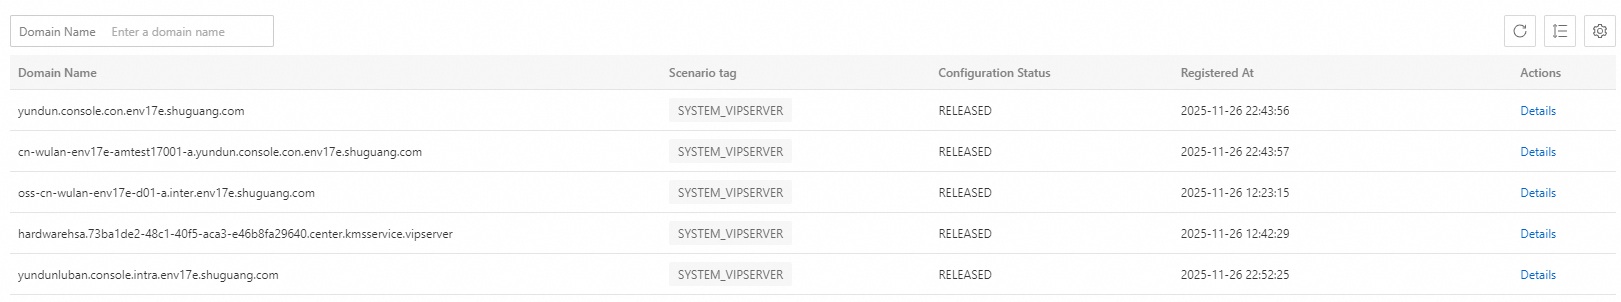 Domain Name Enter a domain name
Domain Name Scenario tag Configuration Status Registered At Actions
yundun.console.con.env17e.shuguang.com SYSTEM_VIPSERVER RELEASED 2025-11-26 22:43:56 Details
cn-wulan-env17e-amtest17001-a.yundun.console.con.env17e.shuguang.com SYSTEM_VIPSERVER RELEASED 2025-11-26 22:43:57 Details
oss-cn-wulan-env17e-d01-a.inter.env17e.shuguang.com SYSTEM_VIPSERVER RELEASED 2025-11-26 12:23:15 Details
hardwarehsa.73ba1de2-48c1-40f5-aca3-e46b8fa29640.center.kmsservice.vipserver SYSTEM_VIPSERVER RELEASED 2025-11-26 12:42:29 Details
yundunluban.console.intra.env17e.shuguang.com SYSTEM_VIPSERVER RELEASED 2025-11-26 22:52:25 Details